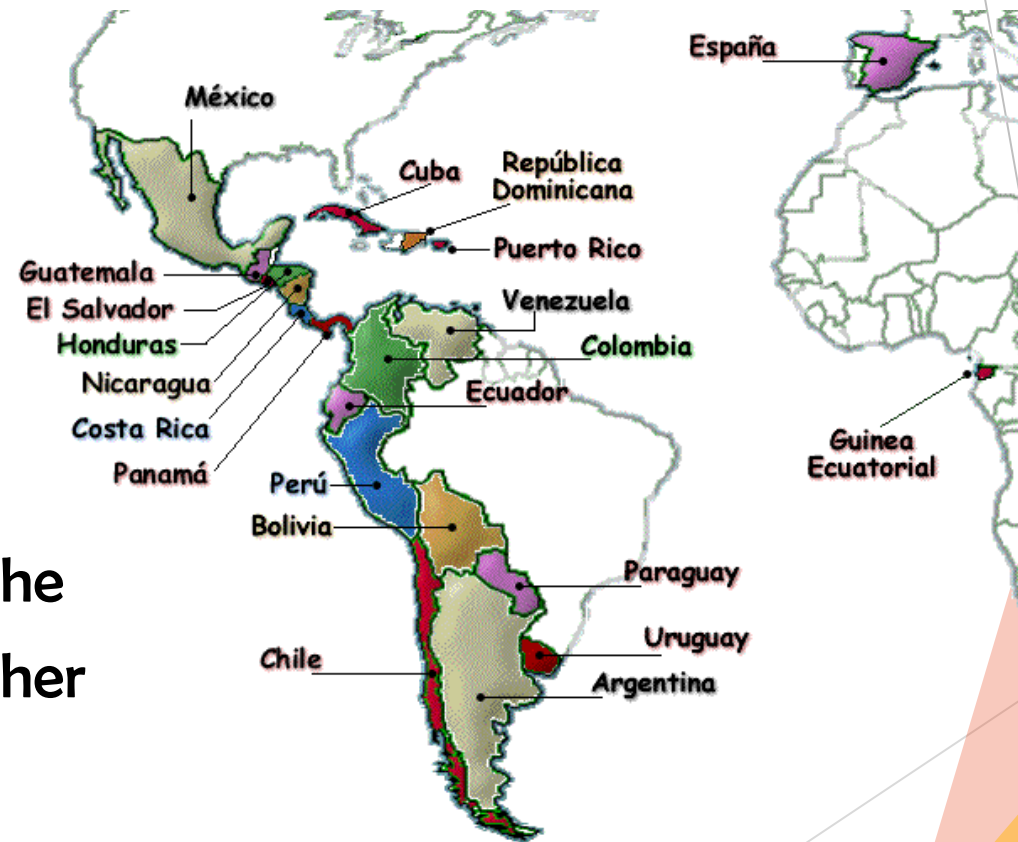 España
México
Cuba
República
Dominicana
Puerto Rico
Guatemala
El Salvador
Honduras
Nicaragua
Costa Rica
Panamá
Venezuela
Colombia
Ecuador
Perú
Bolivia
Guinea
Ecuatorial
he
her
Paraguay
Uruguay
Chile
Argentina